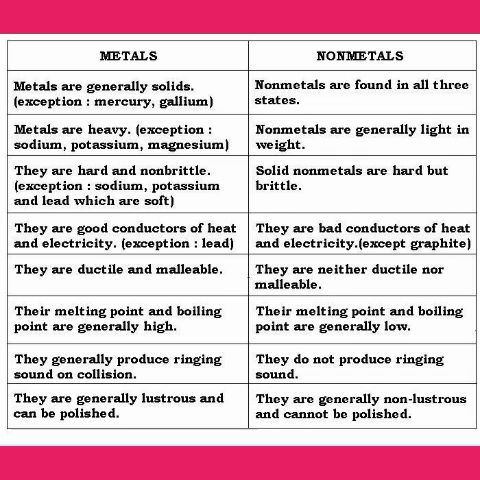 METALS
NONMETALS
Metals are generally solids.
(exception : mercury, gallium)
Nonmetals are found in all three
states.
Metals are heavy. (exception :
sodium, potassium, magnesium)
Nonmetals are generally light in
weight.
They are hard and nonbrittle.
(exception : sodium, potassium
and lead which are soft)
Solid nonmetals are hard but
brittle.
They are good conductors of heat
and electricity. (exception : lead)
They are bad conductors of heat
and electricity.(except graphite)
They are ductile and malleable.
They are neither ductile nor
malleable.
Their melting point and boiling
point are generally high.
Their melting point and boiling
point are generally low.
They generally produce ringing
sound on collision.
They do not produce ringing
sound.
They are generally lustrous and
can be polished.
They are generally non-lustrous
and cannot be polished.